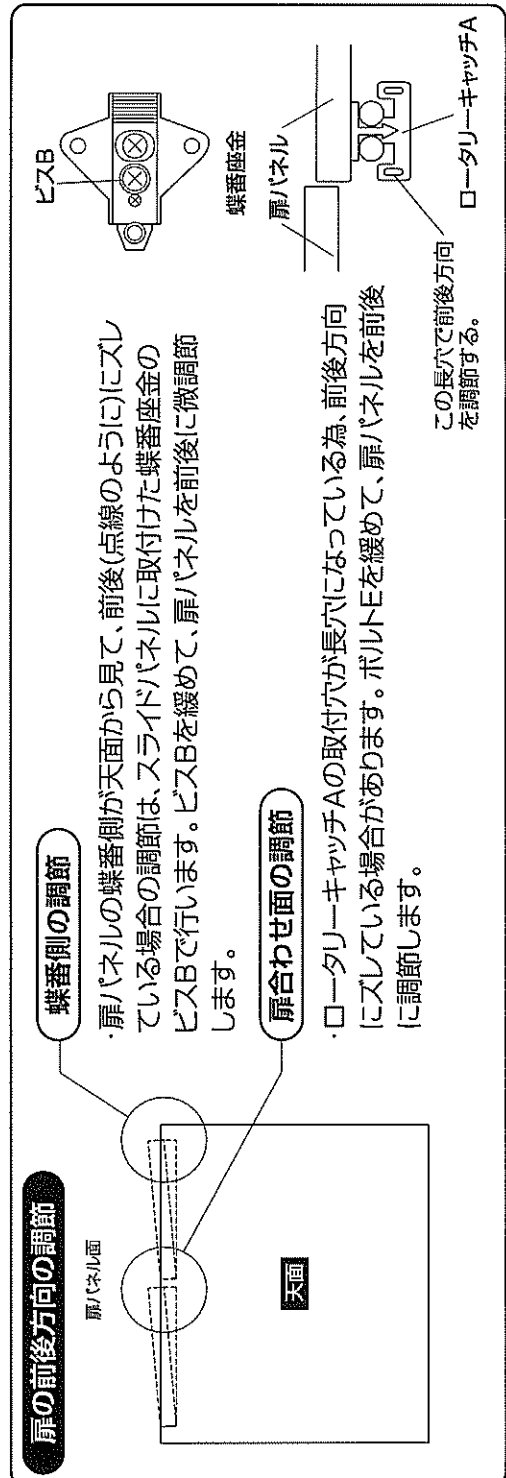 扉の前後方向の調節
扉パネル面
天面
蝶番側の調節
・扉パネルの蝶番側が天面から見て、前後(点線のように)にズレ
ている場合の調節は、スライドパネルに取付けた蝶番座金の
ビスBで行います。ビスBを緩めて、扉パネルを前後に微調節
します。
扉合わせ面の調節
・ロータリーキャッチAの取付穴が長穴になっている為、前後方向
にズレている場合があります。ボルトEを緩めて、扉パネルを前後
に調節します。
ビスB
蝶番座金
扉パネル
この長穴で前後方向
を調節する。
ロータリーキャッチA